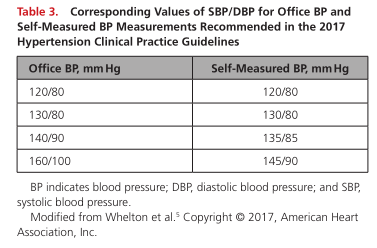 Table 3. Corresponding Values of SBP/DBP for Office BP and
Self-Measured BP Measurements Recommended in the 2017
Hypertension Clinical Practice Guidelines
Office BP, mm Hg Self-Measured BP, mm Hg
120/80 120/80
130/80 130/80
140/90 135/85
160/100 145/90
BP indicates blood pressure; DBP, diastolic blood pressure; and SBP,
systolic blood pressure.
Modified from Whelton et al.⁵ Copyright © 2017, American Heart
Association, Inc.